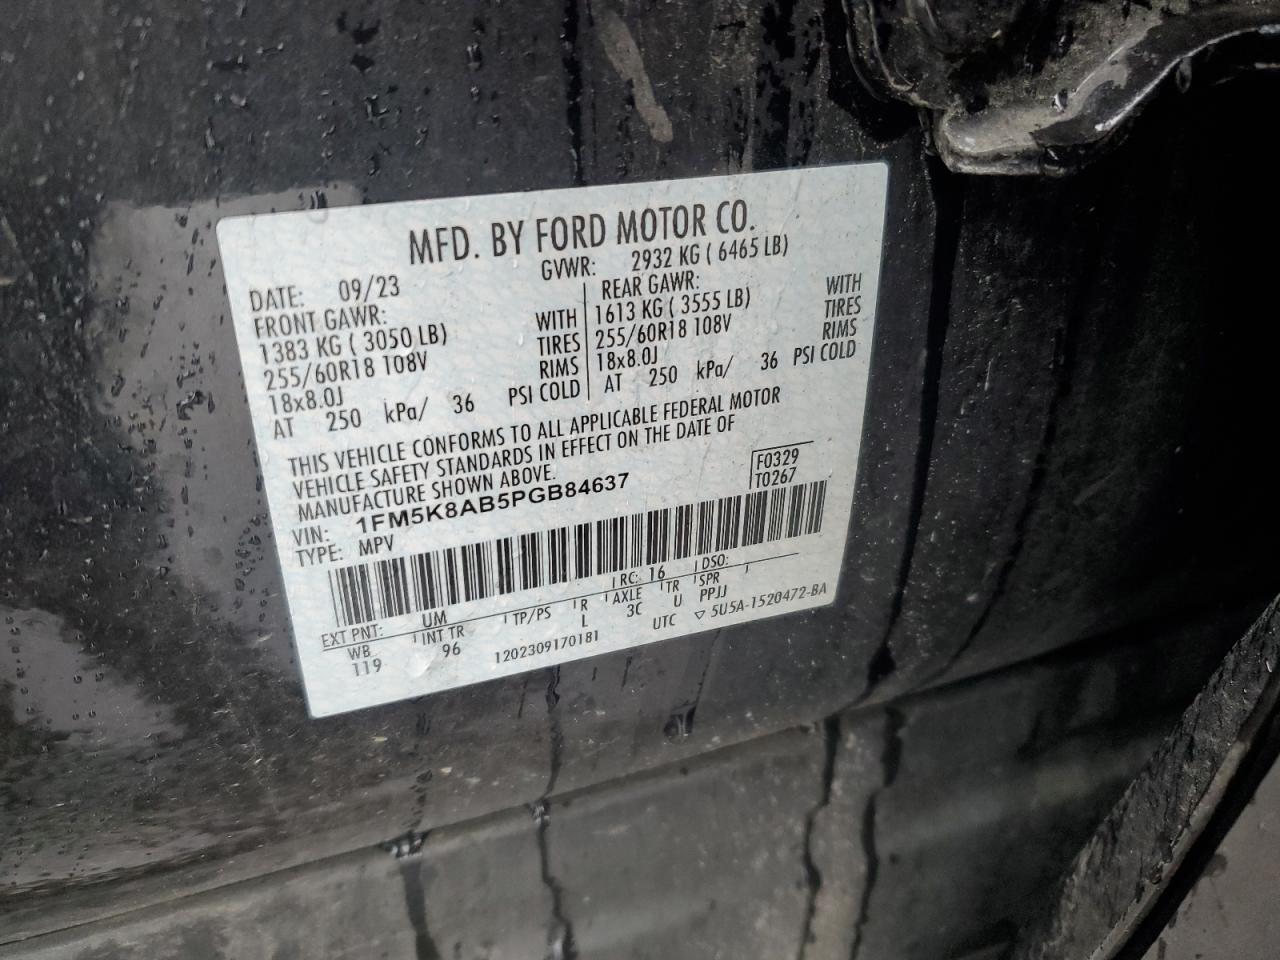 MFD. BY FORD MOTOR CO.
DATE: 09/23 GVWR: 2932 KG ( 6465 LB)
FRONT GAWR:
1383 KG ( 3050 LB) WITH
255/60R18 108V TIRES
18x8.0J RIMS
AT 250 kPa/ 36 PSI COLD
REAR GAWR:
1613 KG ( 3555 LB) WITH
255/60R18 108V TIRES
18x8.0J RIMS
AT 250 kPa/ 36 PSI COLD
THIS VEHICLE CONFORMS TO ALL APPLICABLE FEDERAL MOTOR
VEHICLE SAFETY STANDARDS IN EFFECT ON THE DATE OF
MANUFACTURE SHOWN ABOVE.
VIN: 1FM5K8AB5PGB84637
TYPE: MPV
F0329
T0267
EXT PNT: UM RC: 16 DSO:
WB INT TR TP/PS R AXLE TR SPR
119 96 L 3C U PPJJ
1202309170181 UTC ▽ 5U5A-1520472-BA